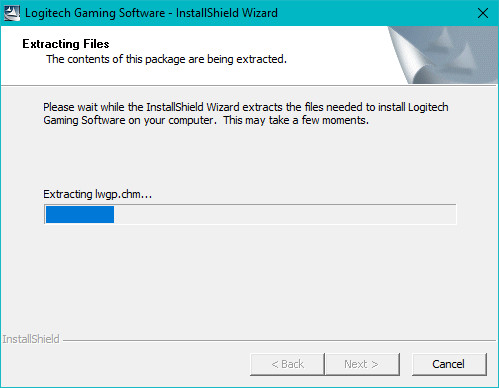 Logitech Gaming Software - InstallShield Wizard
Extracting Files
The contents of this package are being extracted.
Please wait while the InstallShield Wizard extracts the files needed to install Logitech
Gaming Software on your computer.  This may take a few moments.
Extracting lwgp.chm...
InstallShield
< Back
Next >
Cancel